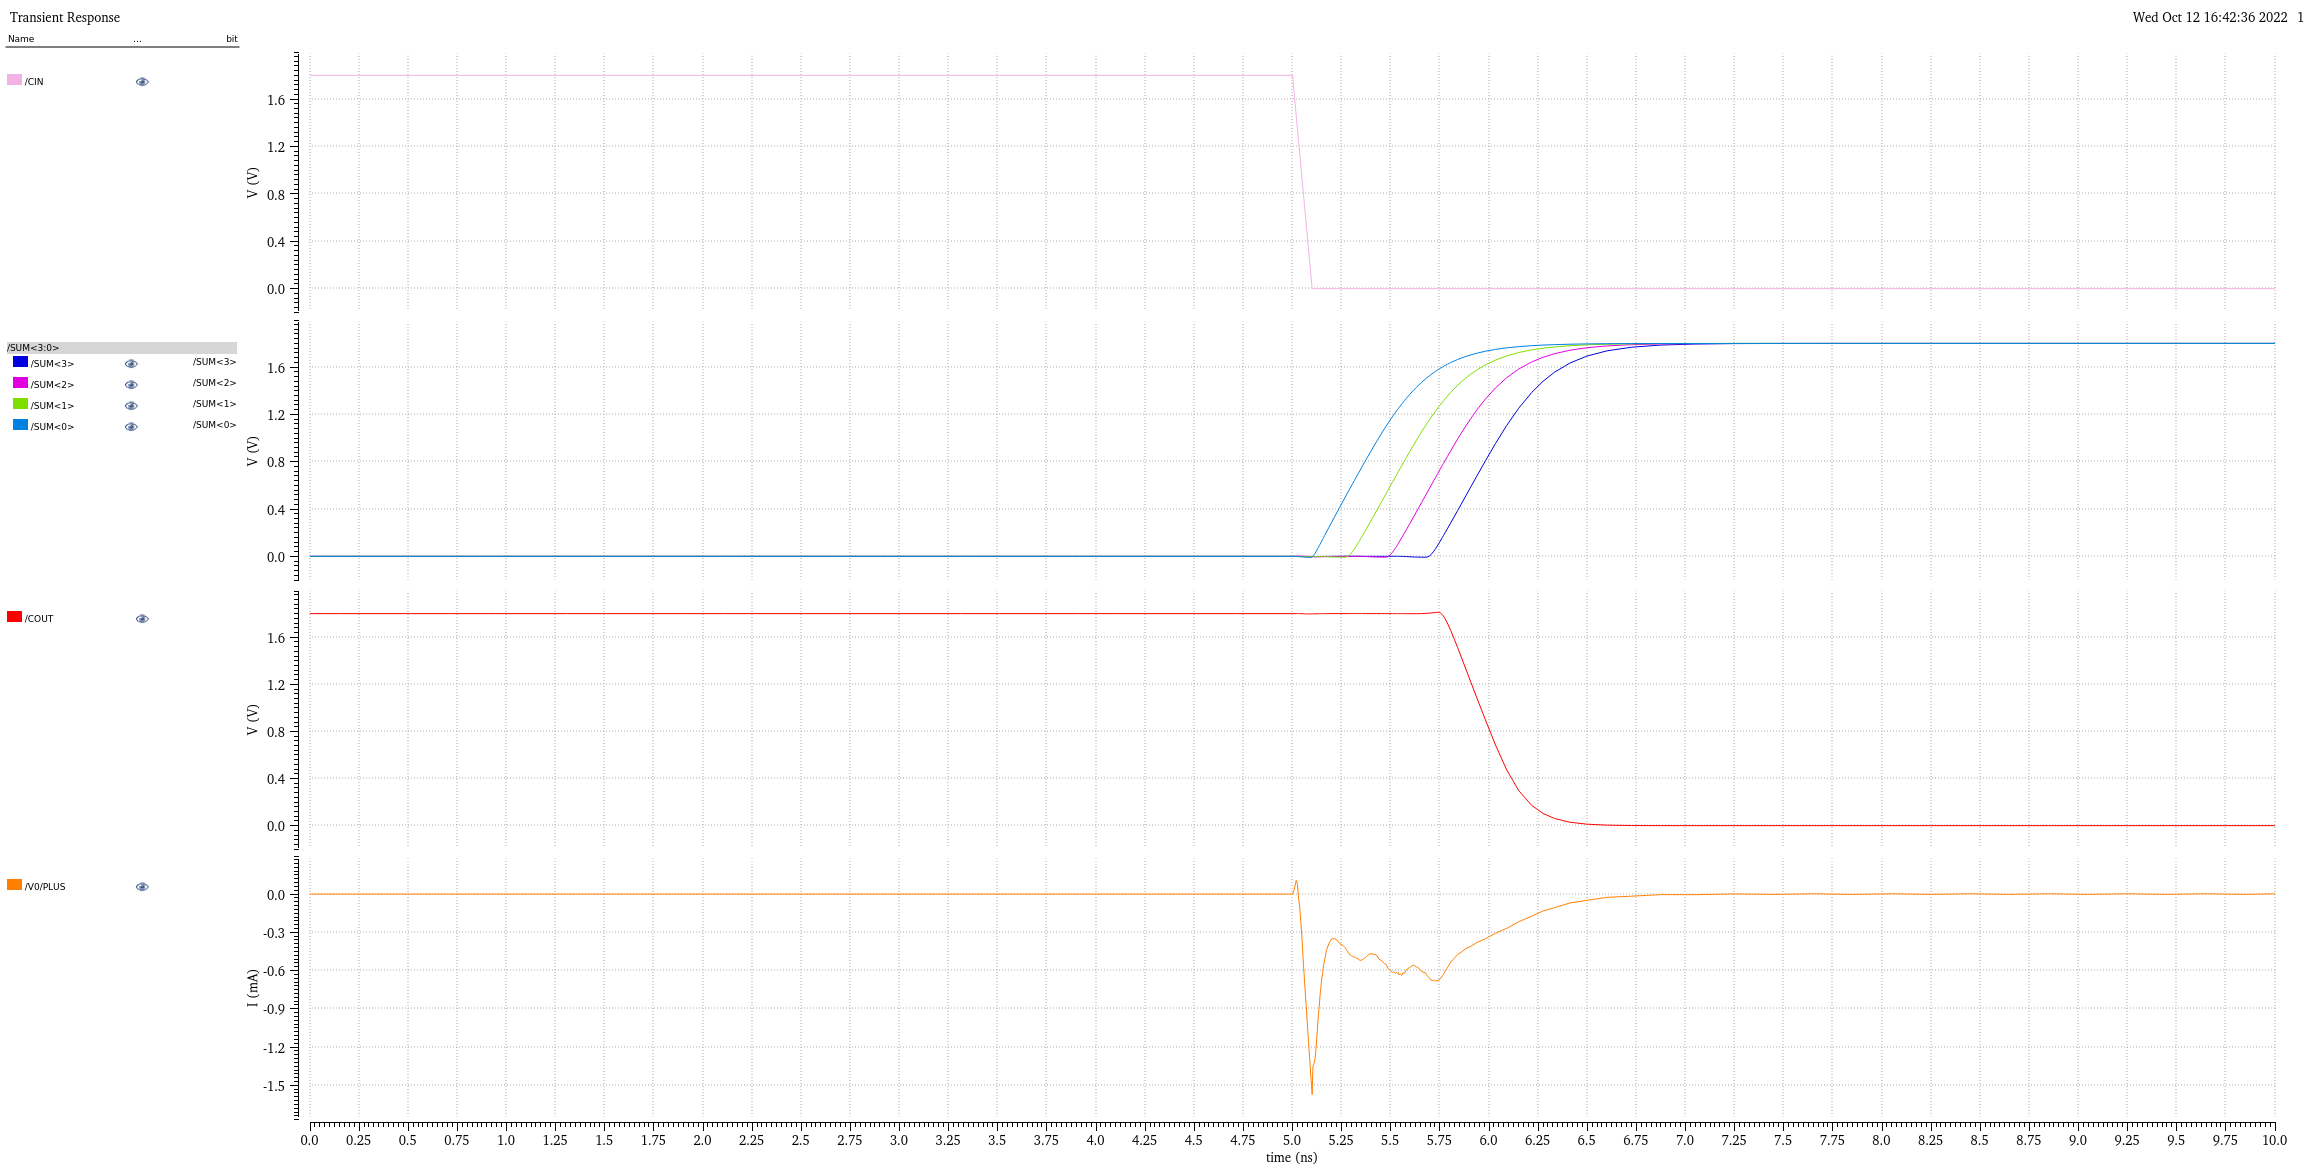 Transient Response
Wed Oct 12 16:42:36 2022 1
Name ... bit
/CIN
1.6
1.2
0.8
0.4
0.0
V (V)
/SUM<3:0>
/SUM<3> /SUM<3>
/SUM<2> /SUM<2>
/SUM<1> /SUM<1>
/SUM<0> /SUM<0>
1.6
1.2
0.8
0.4
0.0
V (V)
/COUT
1.6
1.2
0.8
0.4
0.0
V (V)
/V0/PLUS
0.0
-0.3
-0.6
-0.9
-1.2
-1.5
I (mA)
0.0 0.25 0.5 0.75 1.0 1.25 1.5 1.75 2.0 2.25 2.5 2.75 3.0 3.25 3.5 3.75 4.0 4.25 4.5 4.75 5.0 5.25 5.5 5.75 6.0 6.25 6.5 6.75 7.0 7.25 7.5 7.75 8.0 8.25 8.5 8.75 9.0 9.25 9.5 9.75 10.0
time (ns)